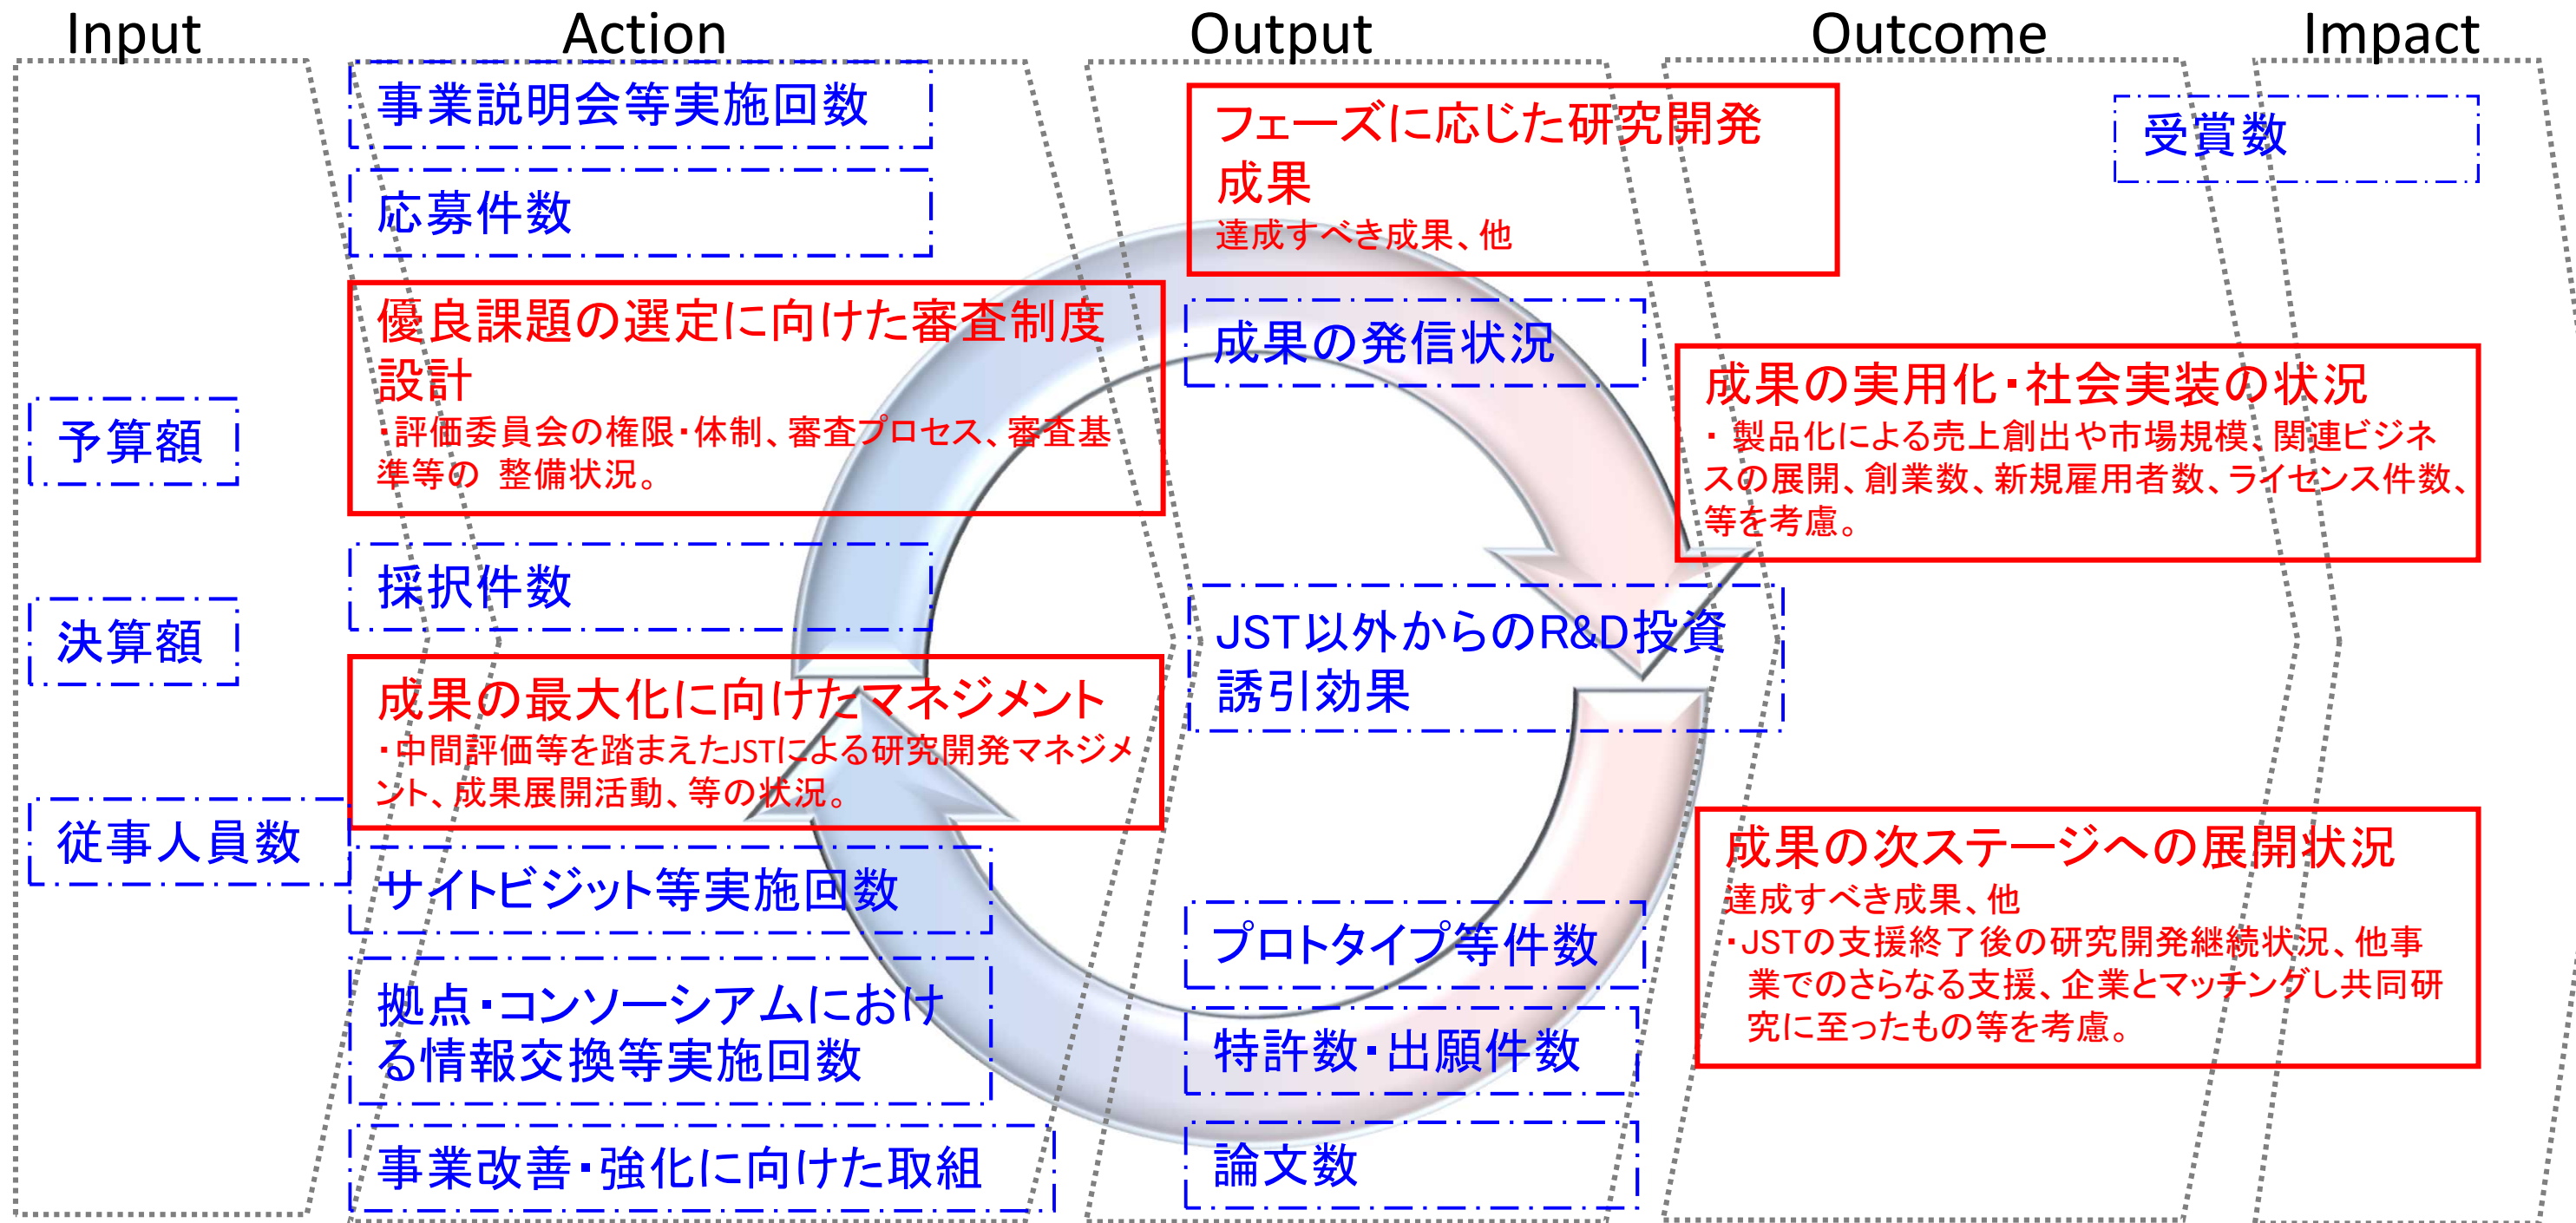 Input
Action
Output
Outcome
Impact
予算額
決算額
従事人員数
事業説明会等実施回数
応募件数
優良課題の選定に向けた審査制度
設計
・評価委員会の権限・体制、審査プロセス、審査基
準等の 整備状況。
採択件数
成果の最大化に向けたマネジメント
・中間評価等を踏まえたJSTによる研究開発マネジメ
ント、成果展開活動、等の状況。
サイトビジット等実施回数
拠点・コンソーシアムにおけ
る情報交換等実施回数
事業改善・強化に向けた取組
フェーズに応じた研究開発
成果
達成すべき成果、他
成果の発信状況
JST以外からのR&D投資
誘引効果
プロトタイプ等件数
特許数・出願件数
論文数
受賞数
成果の実用化・社会実装の状況
・ 製品化による売上創出や市場規模、関連ビジネ
スの展開、創業数、新規雇用者数、ライセンス件数、
等を考慮。
成果の次ステージへの展開状況
達成すべき成果、他
・JSTの支援終了後の研究開発継続状況、他事
業でのさらなる支援、企業とマッチングし共同研
究に至ったもの等を考慮。